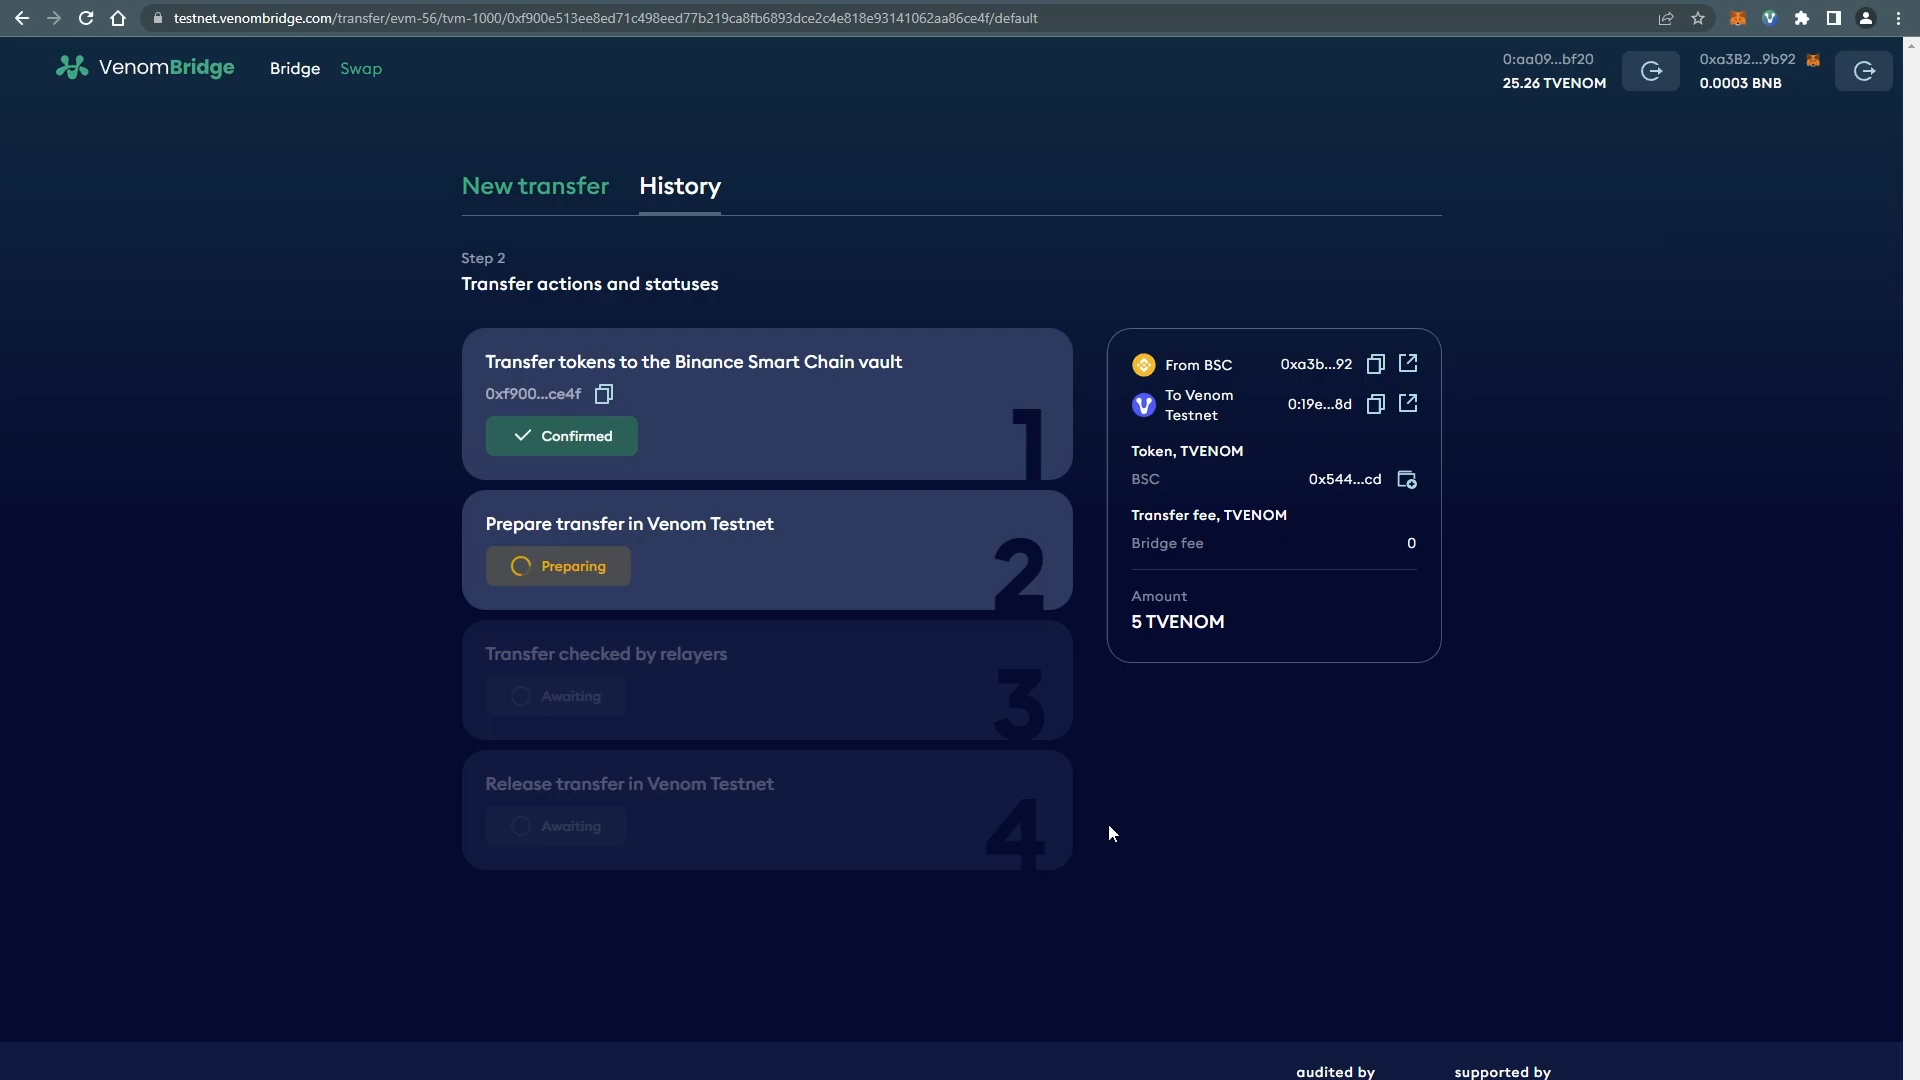 testnet.venombridge.com/transfer/evm-56/tvm-1000/0xf900e513ee8ed71c498eed77b219ca8fb6893dce2c4e818e93141062aa86ce4f/default
VenomBridge
Bridge
Swap
0:aa09...bf20
25.26 TVENOM
0xa3B2...9b92
0.0003 BNB
New transfer
History
Step 2
Transfer actions and statuses
Transfer tokens to the Binance Smart Chain vault
0xf900...ce4f
Confirmed
1
Prepare transfer in Venom Testnet
Preparing
2
Transfer checked by relayers
Awaiting
3
Release transfer in Venom Testnet
Awaiting
4
From BSC
0xa3b...92
To Venom
Testnet
0:19e...8d
Token, TVENOM
BSC
0x544...cd
Transfer fee, TVENOM
Bridge fee
0
Amount
5 TVENOM
audited by
supported by